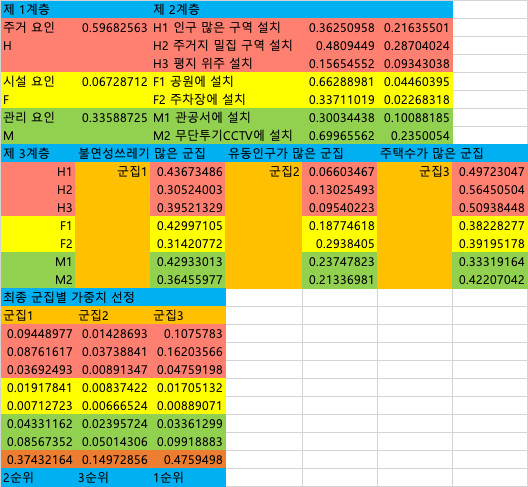 제 1계층 제 2계층
주거 요인 0.59682563 H1 인구 많은 구역 설치 0.36250958 0.21635501
H H2 주거지 밀집 구역 설치 0.4809449 0.28704024
H3 평지 위주 설치 0.15654552 0.09343038
시설 요인 0.06728712 F1 공원에 설치 0.66288981 0.04460395
F F2 주차장에 설치 0.33711019 0.02268318
관리 요인 0.33588725 M1 관공서에 설치 0.30034438 0.10088185
M M2 무단투기CCTV에 설치 0.69965562 0.2350054
제 3계층 불연성쓰레기 많은 군집 유동인구가 많은 군집 주택수가 많은 군집
H1 군집1 0.43673486 군집2 0.06603467 군집3 0.49723047
H2 0.30524003 0.13025493 0.56450504
H3 0.39521329 0.09540223 0.50938448
F1 0.42997105 0.18774618 0.38228277
F2 0.31420772 0.2938405 0.39195178
M1 0.42933013 0.23747823 0.33319164
M2 0.36455977 0.21336981 0.42207042
최종 군집별 가중치 선정
군집1 군집2 군집3
0.09448977 0.01428693 0.1075783
0.08761617 0.03738841 0.16203566
0.03692493 0.00891347 0.04759198
0.01917841 0.00837422 0.01705132
0.00712723 0.00666524 0.00889071
0.04331162 0.02395724 0.03361299
0.08567352 0.05014306 0.09918883
0.37432164 0.14972856 0.4759498
2순위 3순위 1순위